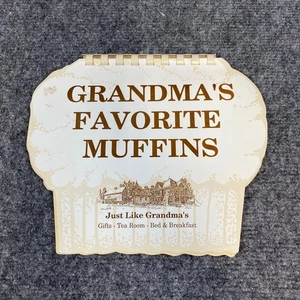 GRANDMA'S
FAVORITE
MUFFINS
Just Like Grandma's
Gifts - Tea Room - Bed & Breakfast